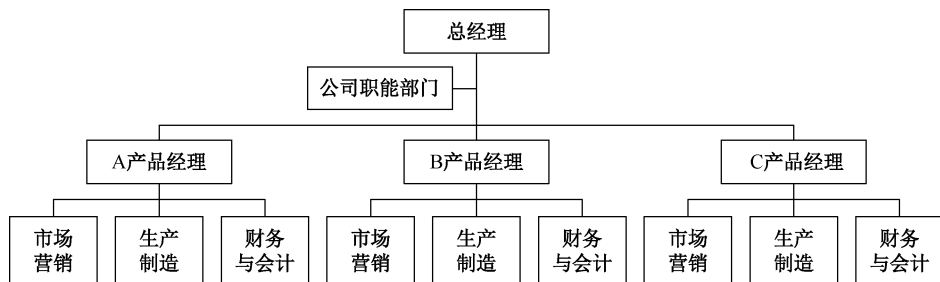 总经理
公司职能部门
A产品经理
B产品经理
C产品经理
市场
营销
生产
制造
财务
与会计
市场
营销
生产
制造
财务
与会计
市场
营销
生产
制造
财务
与会计